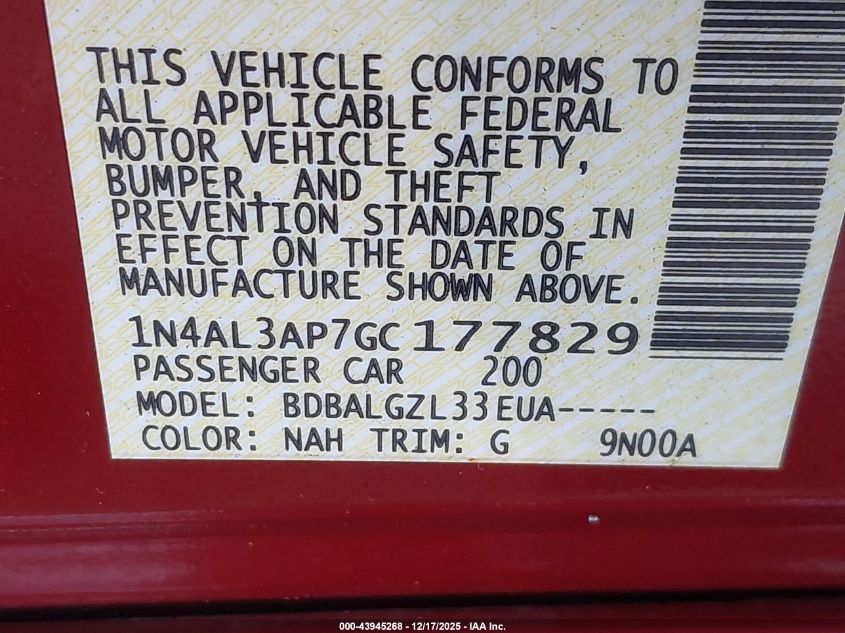 THIS VEHICLE CONFORMS TO
ALL APPLICABLE FEDERAL
MOTOR VEHICLE SAFETY,
BUMPER, AND THEFT
PREVENTION STANDARDS IN
EFFECT ON THE DATE OF
MANUFACTURE SHOWN ABOVE.
1N4AL3AP7GC177829
PASSENGER CAR 200
MODEL: BDBALGZL33EUA-----
COLOR: NAH TRIM: G 9N00A
000-43945268 - 12/17/2025 - IAA Inc.